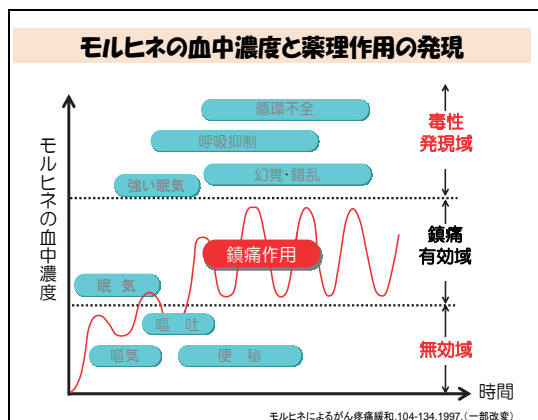 モルヒネの血中濃度と薬理作用の発現
モルヒネの血中濃度
循環不全
呼吸抑制
幻覚・錯乱
強い眠気
鎮痛作用
眠 気
嘔 吐
嘔気
便 秘
毒性
発現域
鎮痛
有効域
無効域
時間
モルヒネによるがん疼痛緩和,104-134,1997.(一部改変)